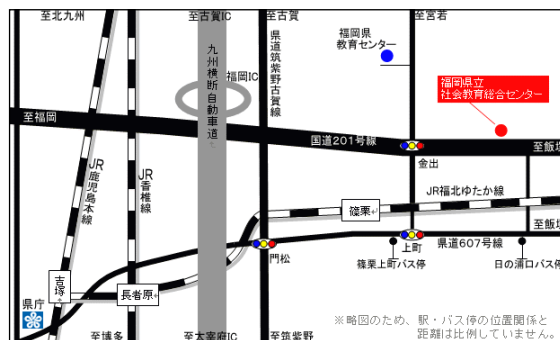 至北九州
至古賀IC
至古賀
至宮若
九州横断自動車道
福岡IC
県道筑紫野古賀線
福岡県
教育センター
福岡県立
社会教育総合センター
至福岡
国道201号線
金出
至飯塚
JR鹿児島本線
JR香椎線
JR福北ゆたか線
篠栗
至飯塚
門松
上町
県道607号線
篠栗上町バス停
日の浦口バス停
吉塚
長者原
県庁
至博多
至太宰府IC
至筑紫野
※略図のため、駅・バス停の位置関係と
距離は比例していません。